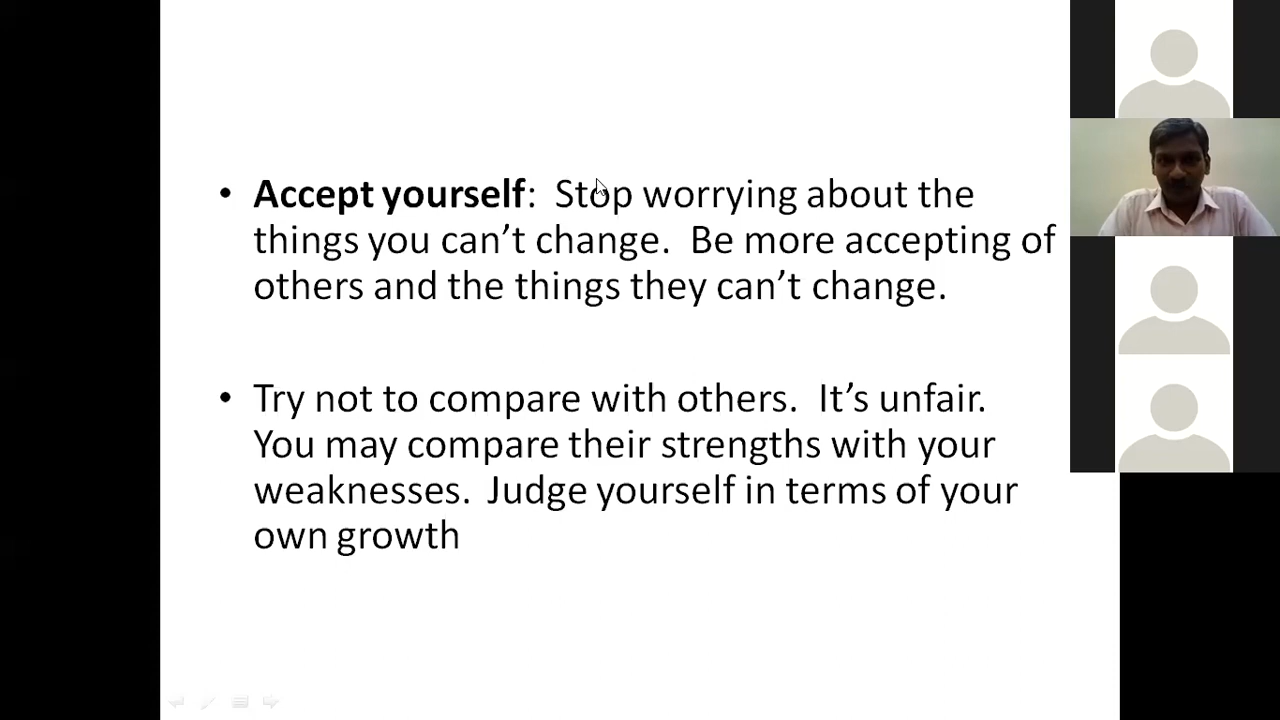 • Accept yourself:  Stop worrying about the
things you can’t change.  Be more accepting of
others and the things they can’t change.
• Try not to compare with others.  It’s unfair.
You may compare their strengths with your
weaknesses.  Judge yourself in terms of your
own growth